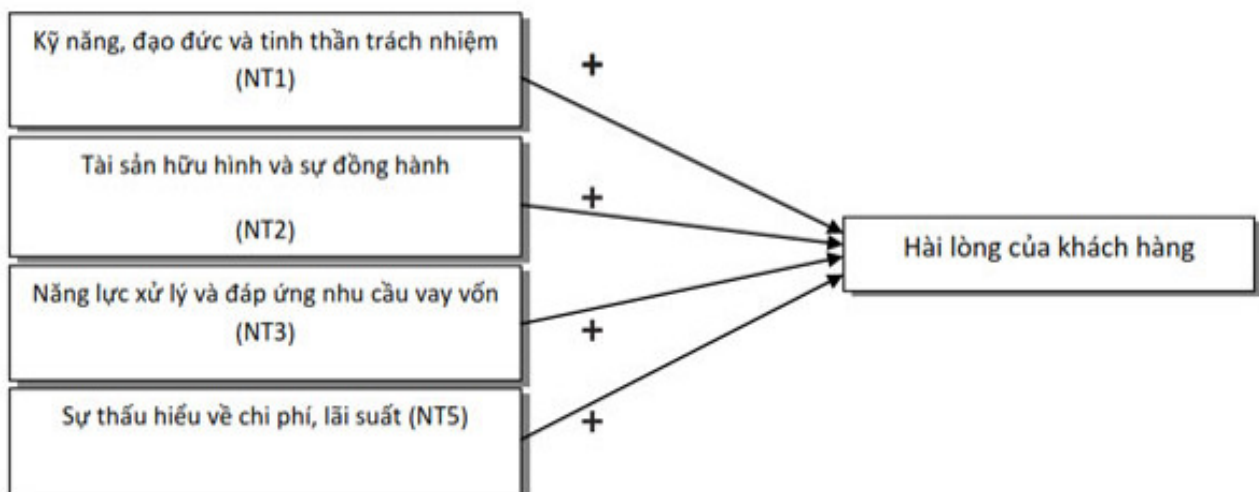 Kỹ năng, đạo đức và tinh thần trách nhiệm
(NT1)
+
Tài sản hữu hình và sự đồng hành
(NT2)
+
Năng lực xử lý và đáp ứng nhu cầu vay vốn
(NT3)
+
Sự thấu hiểu về chi phí, lãi suất (NT5)
+
Hài lòng của khách hàng